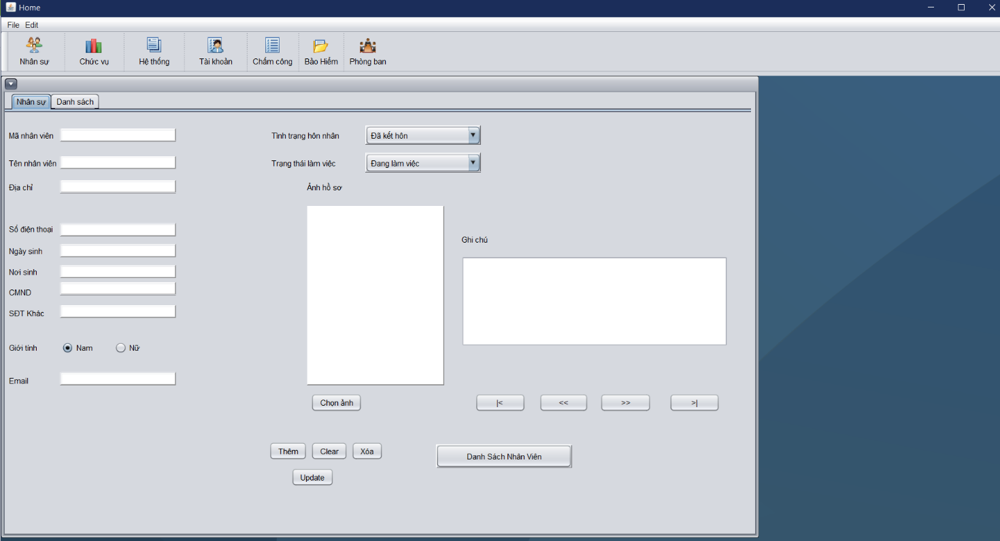 Home
File Edit
Nhân sự Chức vụ Hệ thống Tài khoản Chấm công Bảo Hiểm Phòng ban
Nhân sự Danh sách
Mã nhân viên
Tên nhân viên
Địa chỉ
Số điện thoại
Ngày sinh
Nơi sinh
CMND
SĐT Khác
Giới tính Nam Nữ
Email
Tình trạng hôn nhân Đã kết hôn
Trạng thái làm việc Đang làm việc
Ảnh hồ sơ
Ghi chú
Chọn ảnh
|< << >> >|
Thêm Clear Xóa
Update
Danh Sách Nhân Viên